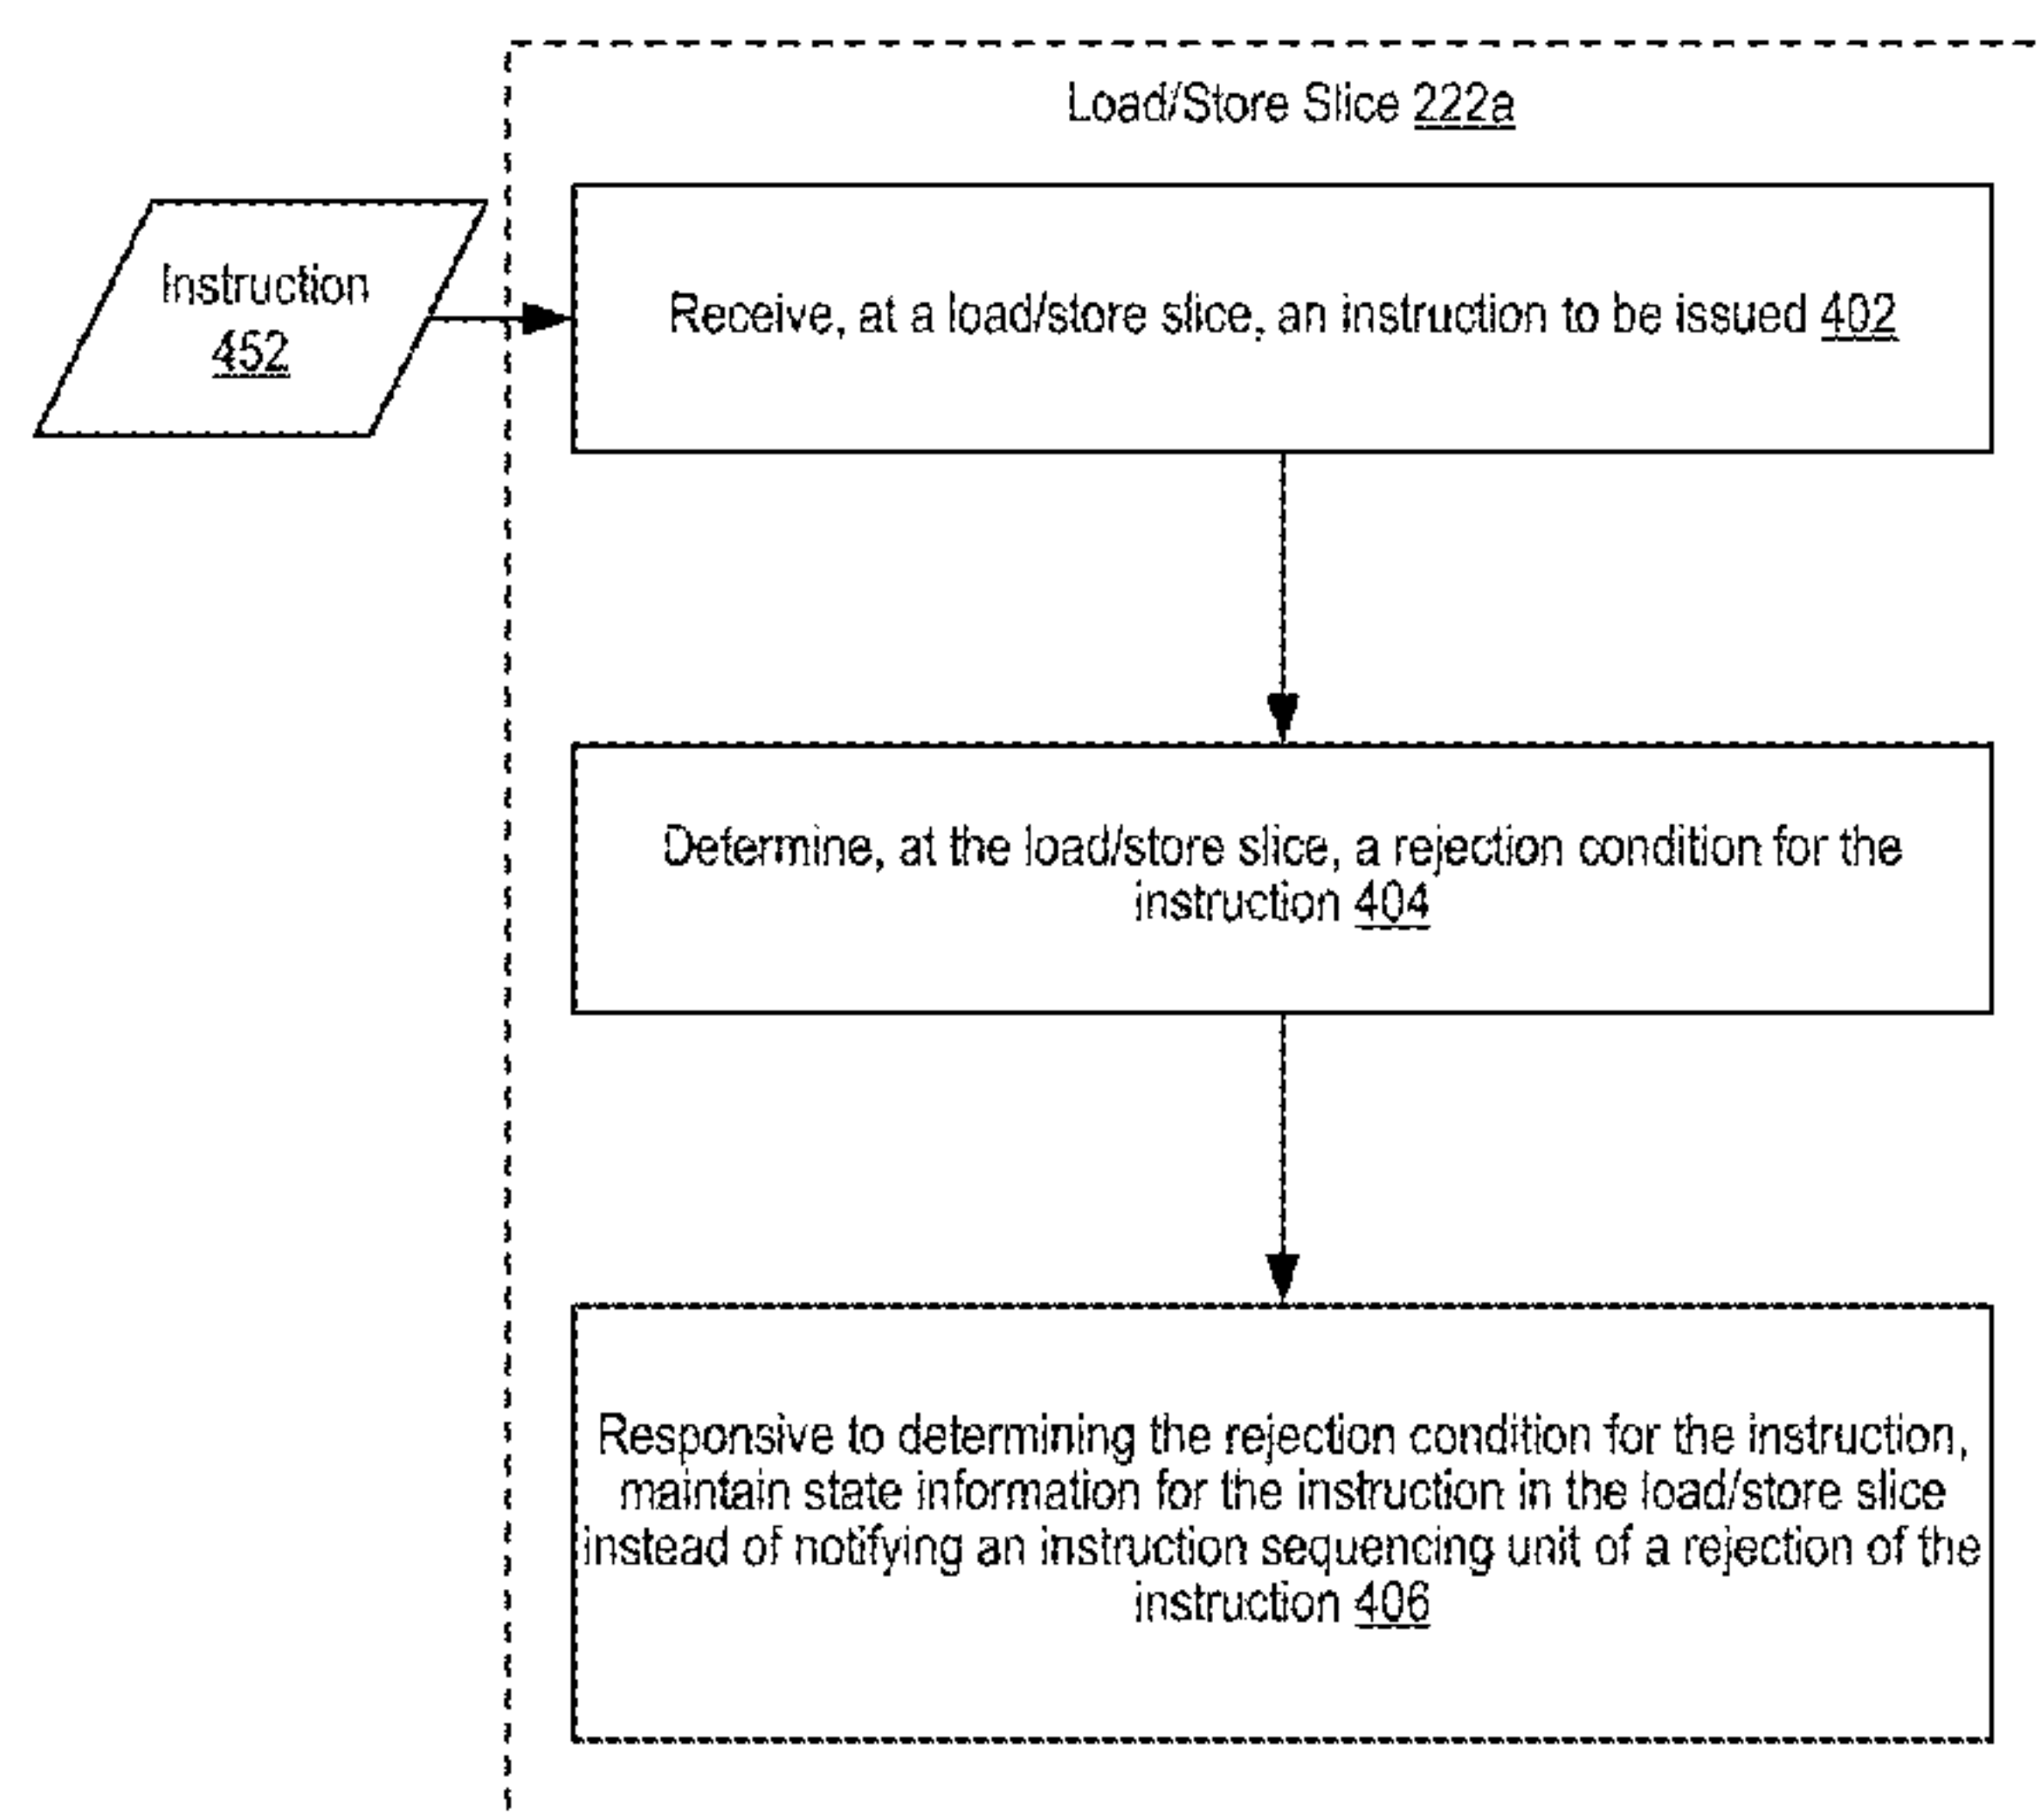 Load/Store Slice 222a
Instruction
452
Receive, at a load/store slice, an instruction to be issued 402
Determine, at the load/store slice, a rejection condition for the
instruction 404
Responsive to determining the rejection condition for the instruction,
maintain state information for the instruction in the load/store slice
instead of notifying an instruction sequencing unit of a rejection of the
instruction 406